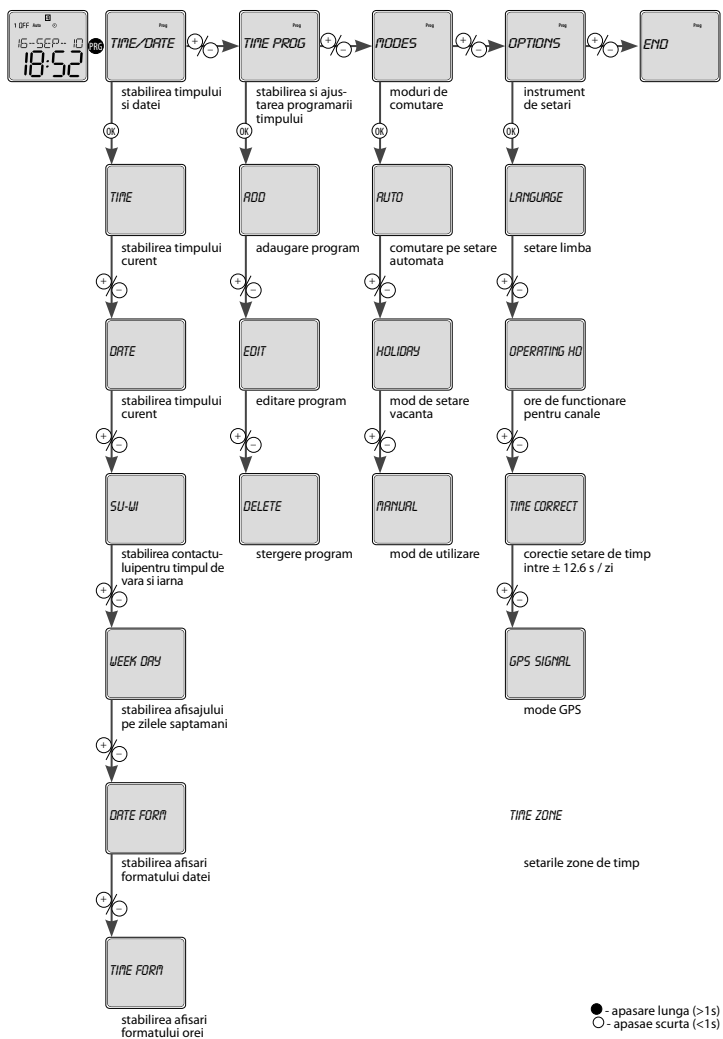 1 OFF Auto
16-SEP- 10
18:52
PRG
Prog
TIME/DATE
+ −
Prog
TIME PROG
+ −
Prog
MODES
+ −
Prog
OPTIONS
+ −
Prog
END
stabilirea timpului
si datei
stabilirea si ajus-
tarea programarii
timpului
moduri de
comutare
instrument
de setari
OK
OK
OK
OK
TIME
ADD
AUTO
LANGUAGE
stabilirea timpului
curent
adaugare program
comutare pe setare
automata
setare limba
+ −
+ −
+ −
+ −
DATE
EDIT
HOLIDAY
OPERATING HO
stabilirea timpului
curent
editare program
mod de setare
vacanta
ore de functionare
pentru canale
+ −
+ −
+ −
+ −
SU-WI
DELETE
MANUAL
TIME CORRECT
stabilirea contactu-
luipentru timpul de
vara si iarna
stergere program
mod de utilizare
corectie setare de timp
intre ± 12.6 s / zi
+ −
+ −
WEEK DAY
GPS SIGNAL
stabilirea afisajului
pe zilele saptamani
mode GPS
+ −
DATE FORM
TIME ZONE
stabilirea afisari
formatului datei
setarile zone de timp
+ −
TIME FORM
stabilirea afisari
formatului orei
- apasare lunga (>1s)
- apasae scurta (<1s)